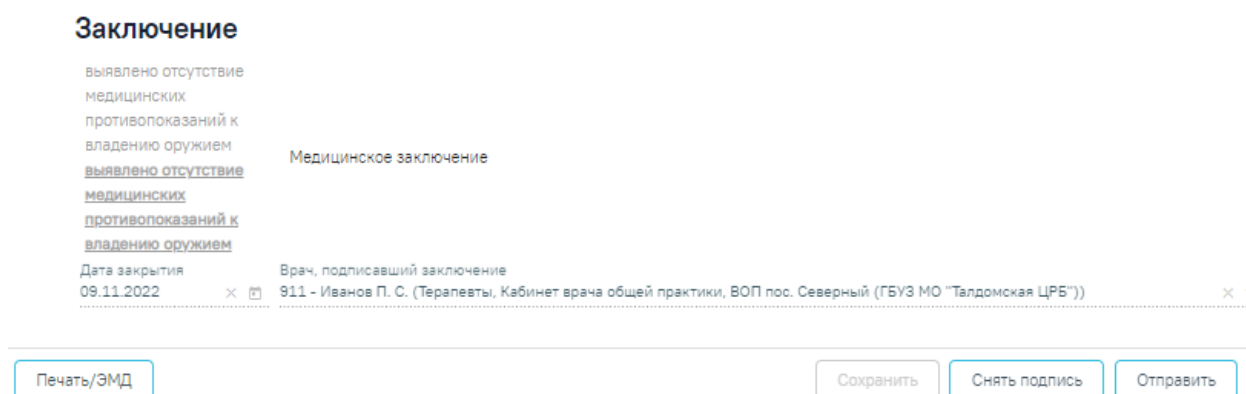 Заключение
выявлено отсутствие
медицинских
противопоказаний к
владению оружием
выявлено отсутствие
медицинских
противопоказаний к
владению оружием
Медицинское заключение
Дата закрытия
09.11.2022
Врач, подписавший заключение
911 - Иванов П. С. (Терапевты, Кабинет врача общей практики, ВОП пос. Северный (ГБУЗ МО "Талдомская ЦРБ"))
Печать/ЭМД
Сохранить
Снять подпись
Отправить